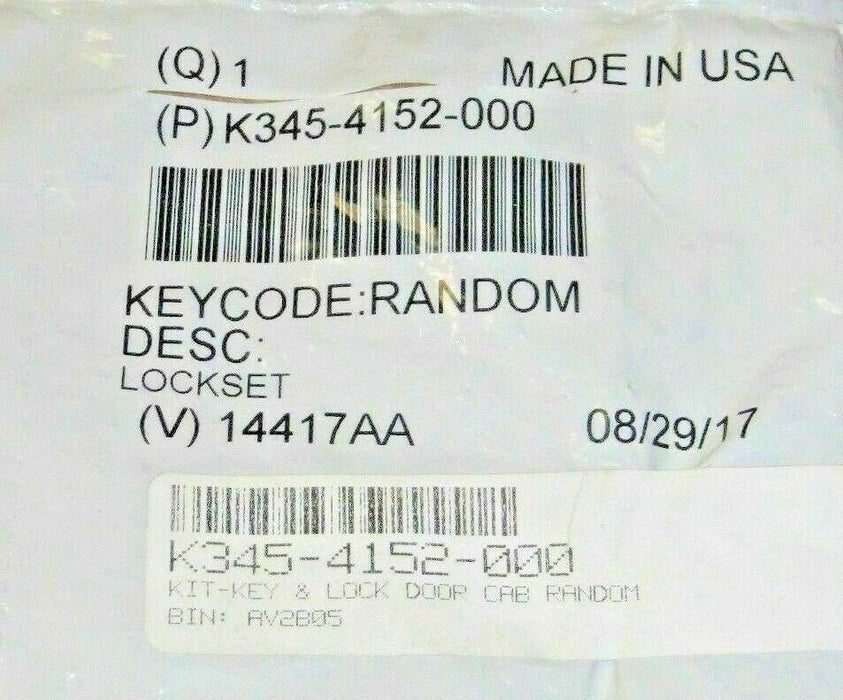 (Q) 1 MADE IN USA
(P) K345-4152-000
KEYCODE:RANDOM
DESC:
LOCKSET
(V) 14417AA 08/29/17
K345-4152-000
KIT-KEY & LOCK DOOR CAB RANDOM
BIN: AV2B05